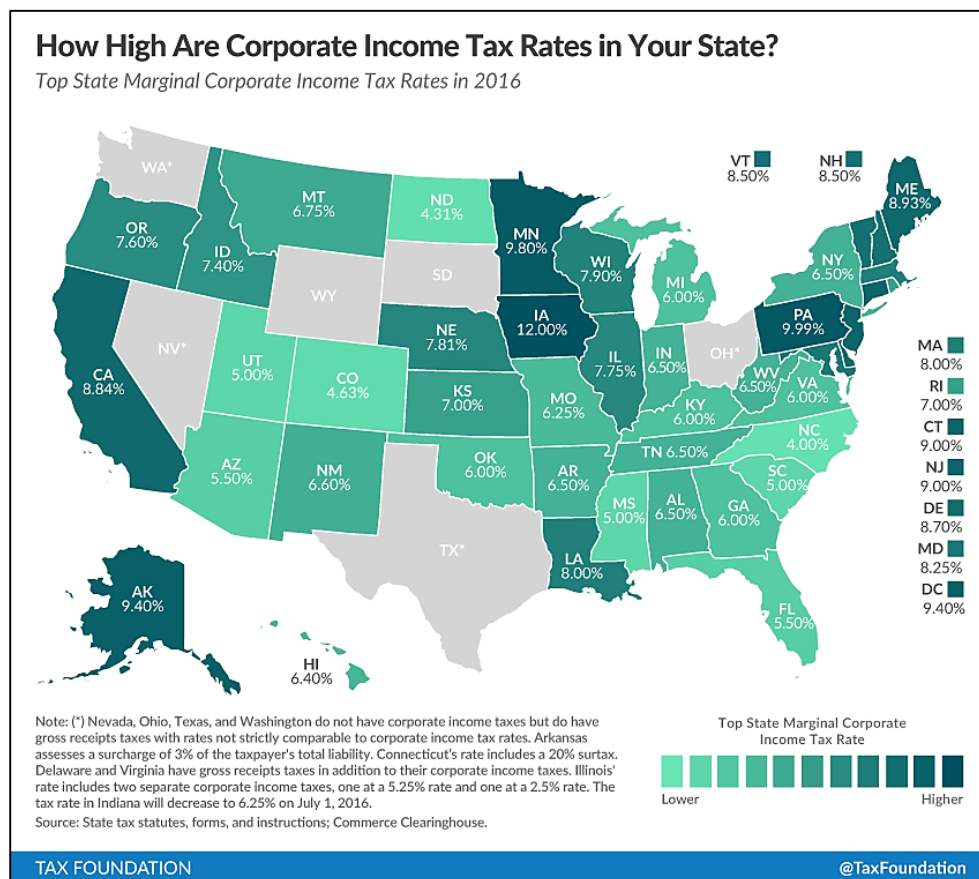 How High Are Corporate Income Tax Rates in Your State?
Top State Marginal Corporate Income Tax Rates in 2016
WA*
OR
7.60%
ID
7.40%
MT
6.75%
ND
4.31%
SD
WY
NV*
CA
8.84%
UT
5.00%
CO
4.63%
AZ
5.50%
NM
6.60%
NE
7.81%
KS
7.00%
OK
6.00%
TX*
MN
9.80%
IA
12.00%
MO
6.25%
AR
6.50%
LA
8.00%
WI
7.90%
IL
7.75%
MI
6.00%
IN
6.50%
OH*
KY
6.00%
TN 6.50%
MS
5.00%
AL
6.50%
GA
6.00%
FL
5.50%
SC
5.00%
NC
4.00%
VA
6.00%
WV
6.50%
PA
9.99%
NY
6.50%
VT
8.50%
NH
8.50%
ME
8.93%
MA
8.00%
RI
7.00%
CT
9.00%
NJ
9.00%
DE
8.70%
MD
8.25%
DC
9.40%
AK
9.40%
HI
6.40%
Note: (*) Nevada, Ohio, Texas, and Washington do not have corporate income taxes but do have
gross receipts taxes with rates not strictly comparable to corporate income tax rates. Arkansas
assesses a surcharge of 3% of the taxpayer's total liability. Connecticut's rate includes a 20% surtax.
Delaware and Virginia have gross receipts taxes in addition to their corporate income taxes. Illinois'
rate includes two separate corporate income taxes, one at a 5.25% rate and one at a 2.5% rate. The
tax rate in Indiana will decrease to 6.25% on July 1, 2016.
Source: State tax statutes, forms, and instructions; Commerce Clearinghouse.
Top State Marginal Corporate
Income Tax Rate
Lower
Higher
TAX FOUNDATION
@TaxFoundation